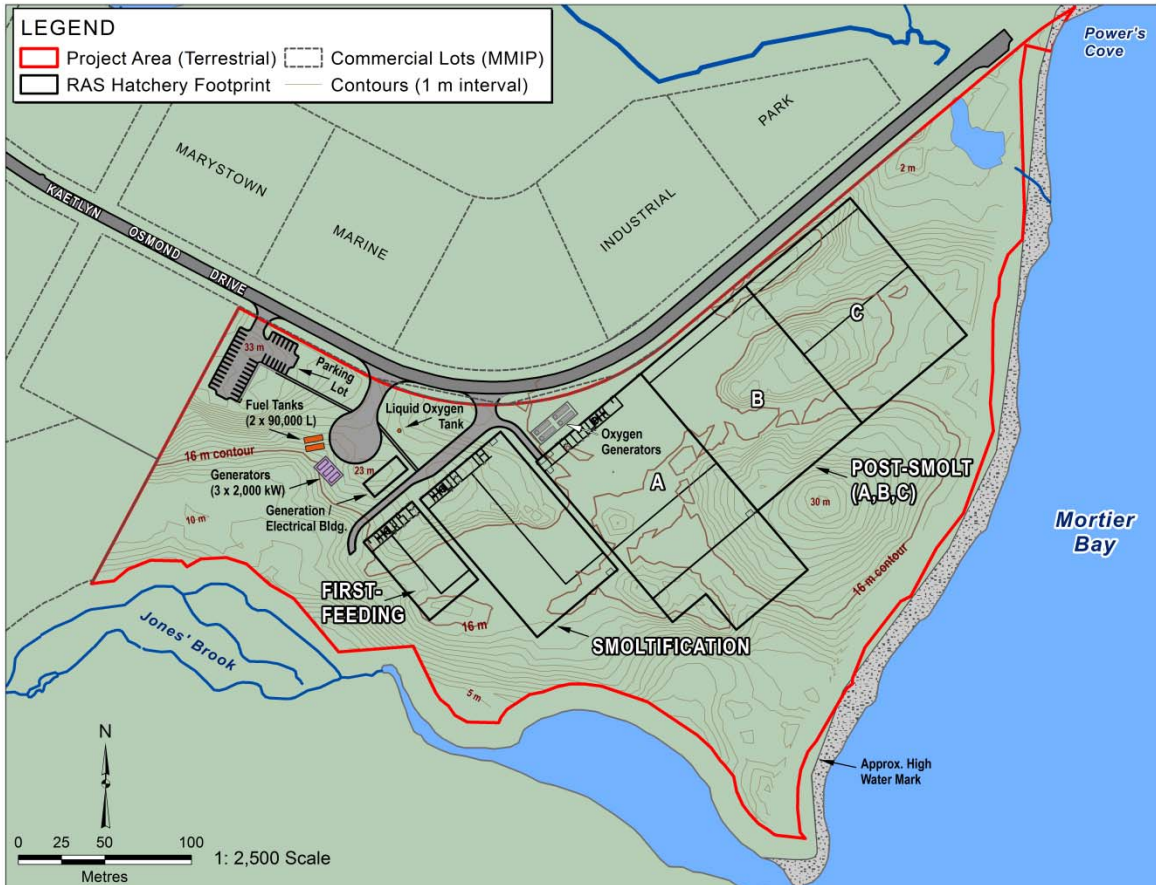 LEGEND
Project Area (Terrestrial)
Commercial Lots (MMIP)
RAS Hatchery Footprint
Contours (1 m interval)
Power's
Cove
PARK
MARYSTOWN
MARINE
INDUSTRIAL
KAETLYN OSMOND DRIVE
2 m
33 m
Parking
Lot
Fuel Tanks
(2 x 90,000 L)
Liquid Oxygen
Tank
Oxygen
Generators
16 m contour
23 m
Generators
(3 x 2,000 kW)
Generation /
Electrical Bldg.
10 m
A
B
C
POST-SMOLT
(A,B,C)
30 m
16 m contour
Mortier
Bay
FIRST-
FEEDING
16 m
SMOLTIFICATION
Jones' Brook
5 m
Approx. High
Water Mark
N
0 25 50 100
Metres
1: 2,500 Scale